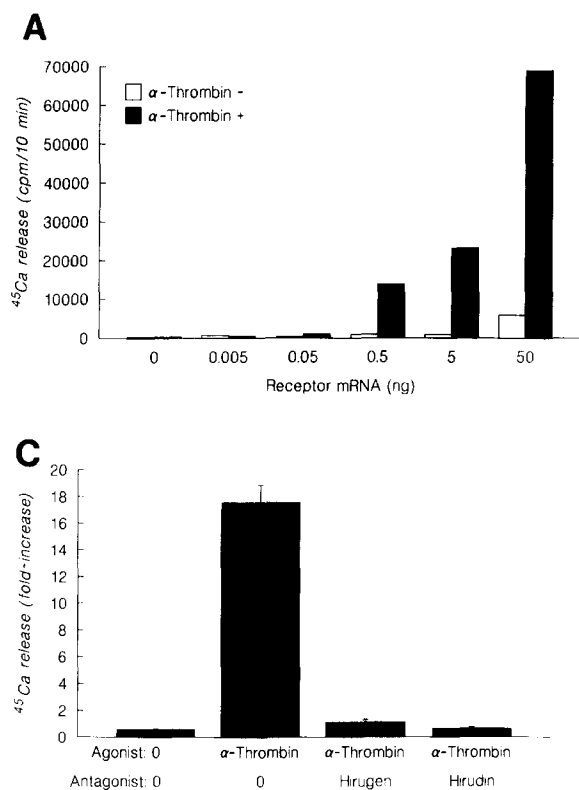 A
70000
60000
50000
40000
30000
20000
10000
0
45Ca release (cpm/10 min)
α-Thrombin -
α-Thrombin +
0 0.005 0.05 0.5 5 50
Receptor mRNA (ng)
C
20
18
16
14
12
10
8
6
4
2
0
45Ca release (fold-increase)
Agonist: 0 α-Thrombin α-Thrombin α-Thrombin
Antagonist: 0 0 Hirugen Hirudin